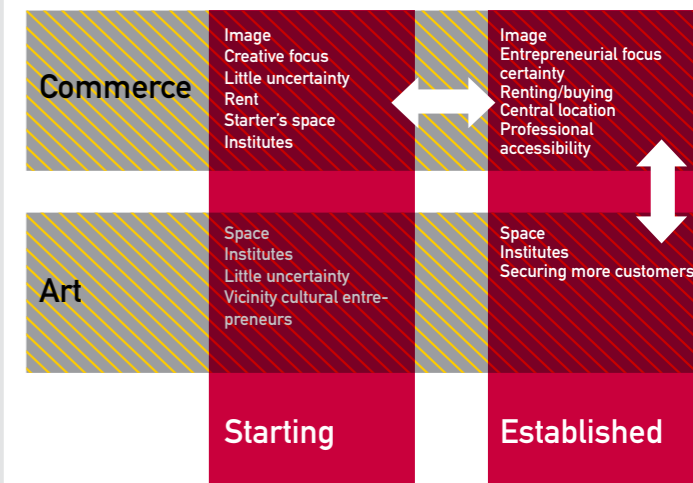 Commerce
Image
Creative focus
Little uncertainty
Rent
Starter's space
Institutes
Image
Entrepreneurial focus
certainty
Renting/buying
Central location
Professional
accessibility
Art
Space
Institutes
Little uncertainty
Vicinity cultural entre-
preneurs
Space
Institutes
Securing more customers
Starting
Established